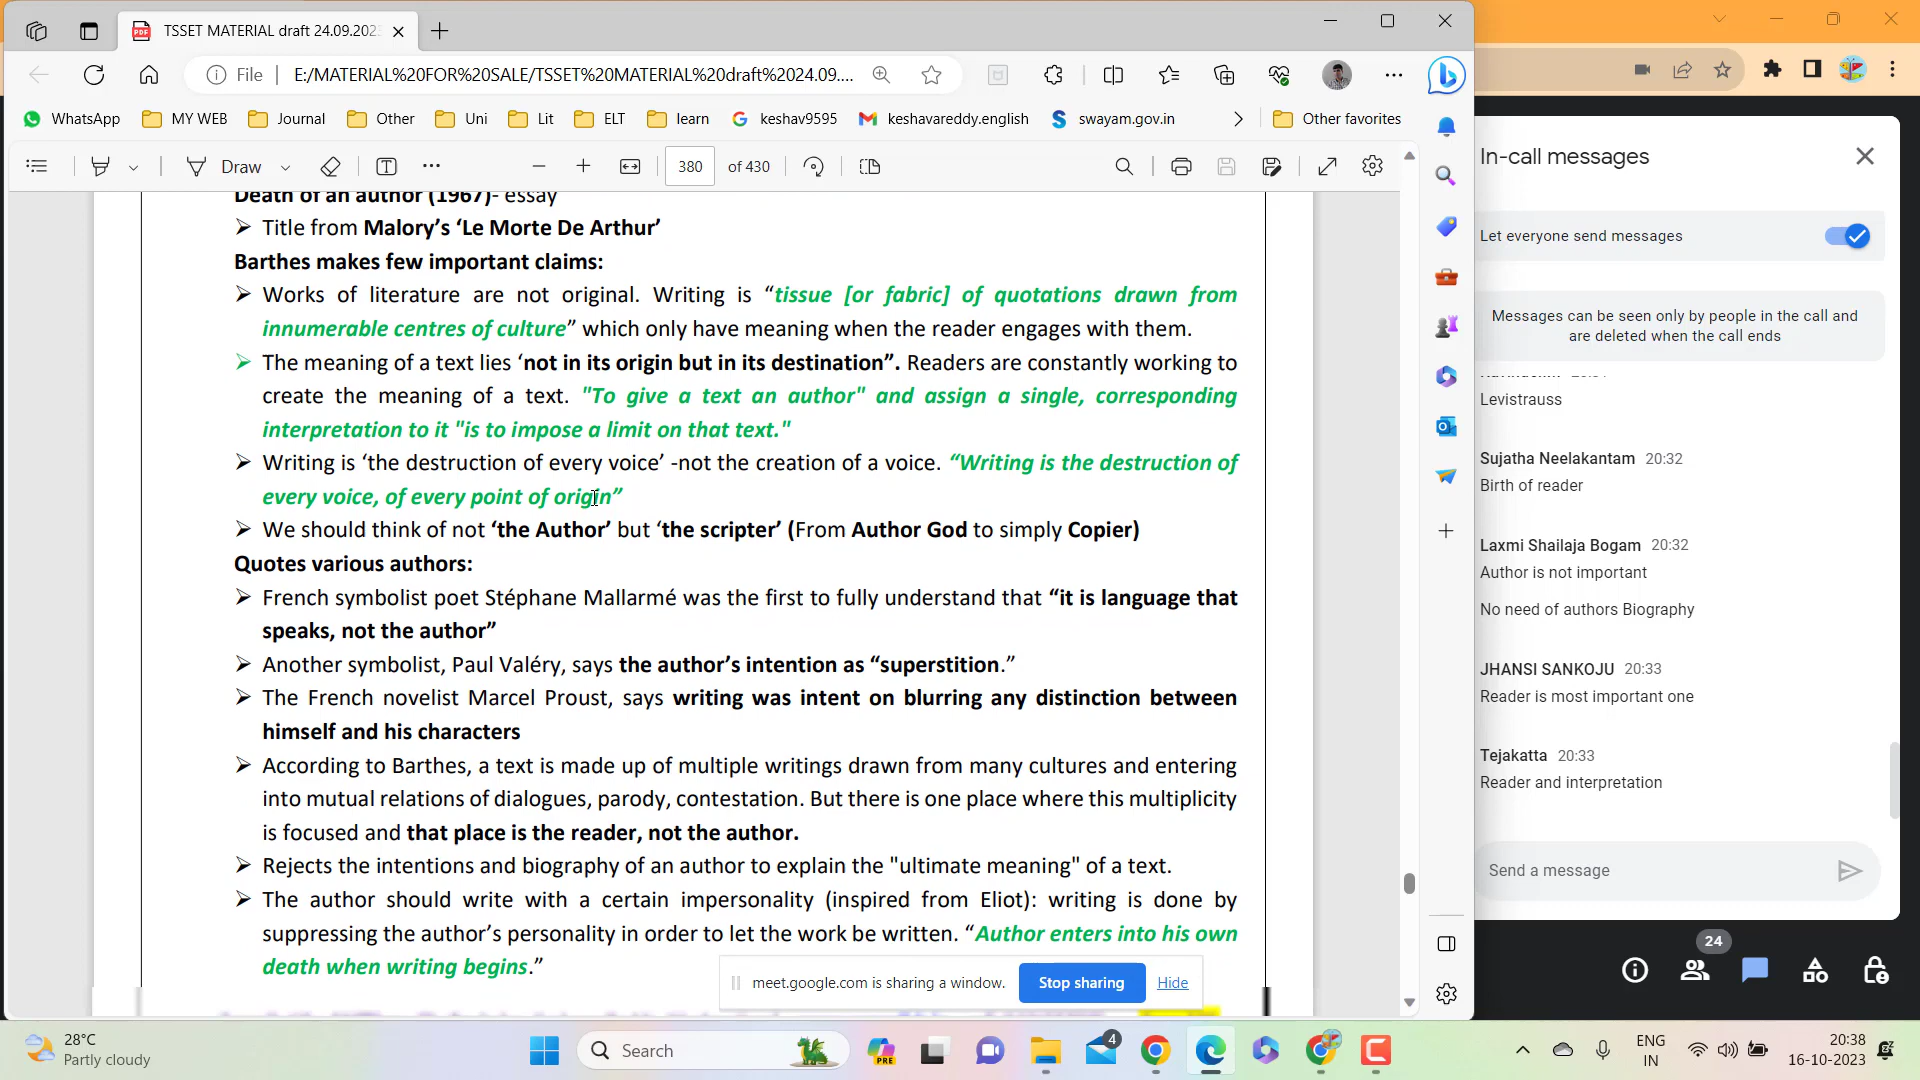 TSSET MATERIAL draft 24.09.202
File
E:/MATERIAL%20FOR%20SALE/TSSET%20MATERIAL%20draft%2024.09....
WhatsApp
MY WEB
Journal
Other
Uni
Lit
ELT
learn
keshav9595
keshavareddy.english
swayam.gov.in
Other favorites
Draw
380
of 430
Death of an author (1967)- essay
➢ Title from Malory’s ‘Le Morte De Arthur’
Barthes makes few important claims:
➢ Works of literature are not original. Writing is “tissue [or fabric] of quotations drawn from
innumerable centres of culture” which only have meaning when the reader engages with them.
➢ The meaning of a text lies ‘not in its origin but in its destination”. Readers are constantly working to
create the meaning of a text. "To give a text an author" and assign a single, corresponding
interpretation to it "is to impose a limit on that text."
➢ Writing is ‘the destruction of every voice’ -not the creation of a voice. “Writing is the destruction of
every voice, of every point of origin”
➢ We should think of not ‘the Author’ but ‘the scripter’ (From Author God to simply Copier)
Quotes various authors:
➢ French symbolist poet Stéphane Mallarmé was the first to fully understand that “it is language that
speaks, not the author”
➢ Another symbolist, Paul Valéry, says the author’s intention as “superstition.”
➢ The French novelist Marcel Proust, says writing was intent on blurring any distinction between
himself and his characters
➢ According to Barthes, a text is made up of multiple writings drawn from many cultures and entering
into mutual relations of dialogues, parody, contestation. But there is one place where this multiplicity
is focused and that place is the reader, not the author.
➢ Rejects the intentions and biography of an author to explain the "ultimate meaning" of a text.
➢ The author should write with a certain impersonality (inspired from Eliot): writing is done by
suppressing the author’s personality in order to let the work be written. “Author enters into his own
death when writing begins.”
meet.google.com is sharing a window.
Stop sharing
Hide
In-call messages
Let everyone send messages
Messages can be seen only by people in the call and
are deleted when the call ends
Levistrauss
Sujatha Neelakantam 20:32
Birth of reader
Laxmi Shailaja Bogam 20:32
Author is not important
No need of authors Biography
JHANSI SANKOJU 20:33
Reader is most important one
Tejakatta 20:33
Reader and interpretation
Send a message
24
28°C
Partly cloudy
Search
PRE
4
ENG
IN
20:38
16-10-2023